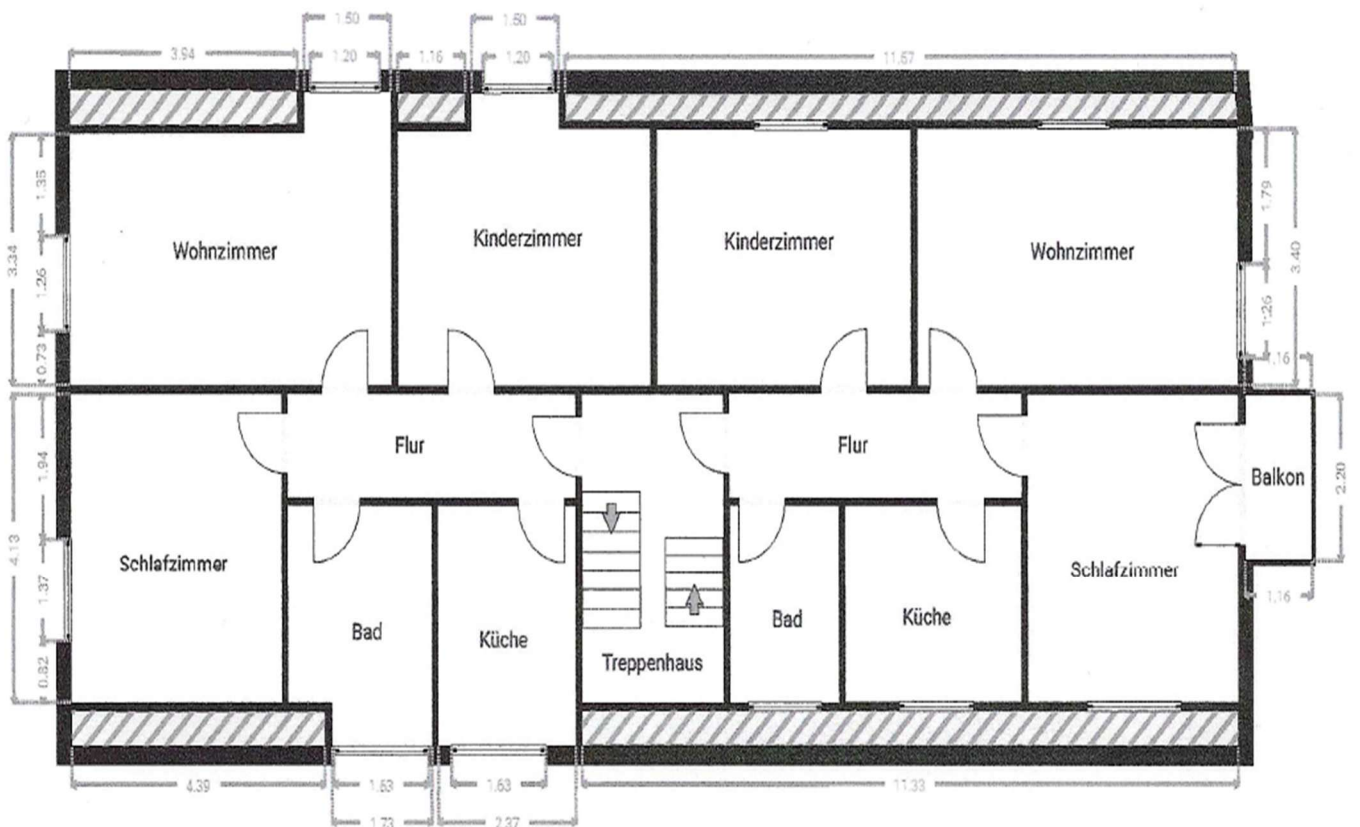 1.50
1.60
3.94
1.20
1.16
1.20
11.67
1.35
1.79
3.34
1.26
3.40
1.26
0.73
1.16
Wohnzimmer
Kinderzimmer
Kinderzimmer
Wohnzimmer
Flur
Flur
Balkon
2.20
1.94
4.13
1.37
0.82
Schlafzimmer
Schlafzimmer
1.16
Bad
Küche
Treppenhaus
Bad
Küche
4.39
1.63
1.63
11.33
1.73
2.37